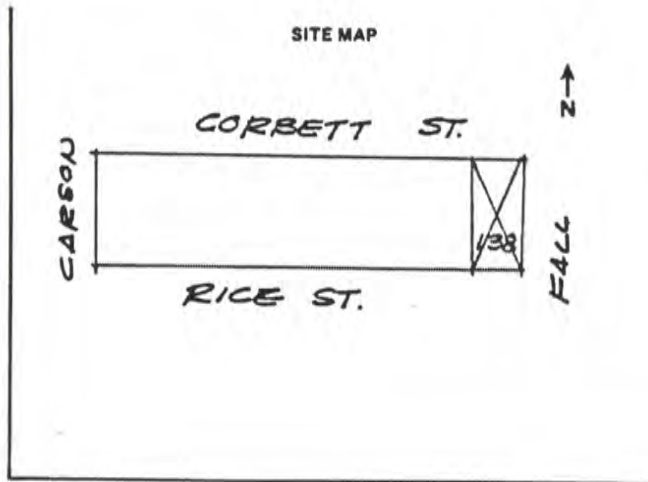 SITE MAP
CORBETT ST.
N
CARSON
138
FALL
RICE ST.